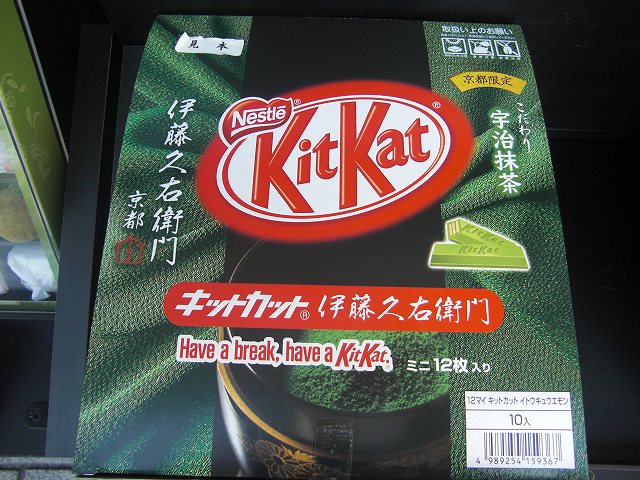 見本
取扱い上のお願い
京都限定
こだわり
宇治抹茶
伊藤久右衛門
京都
Nestlé®
KitKat®
KitKat
KitKat
キットカット® 伊藤久右衛門
Have a break, have a KitKat®
ミニ 12枚入り
12マイ キットカット イトウキュウエモン
10入
4 989254 159367